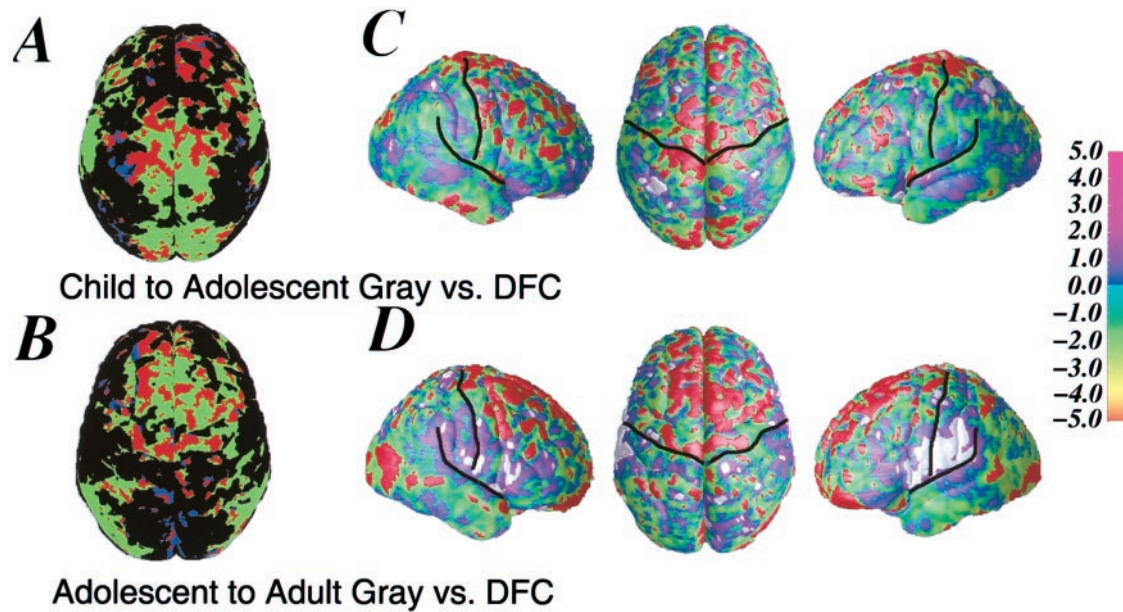 A
C
Child to Adolescent Gray vs. DFC
B
D
Adolescent to Adult Gray vs. DFC
5.0
4.0
3.0
2.0
1.0
0.0
-1.0
-2.0
-3.0
-4.0
-5.0